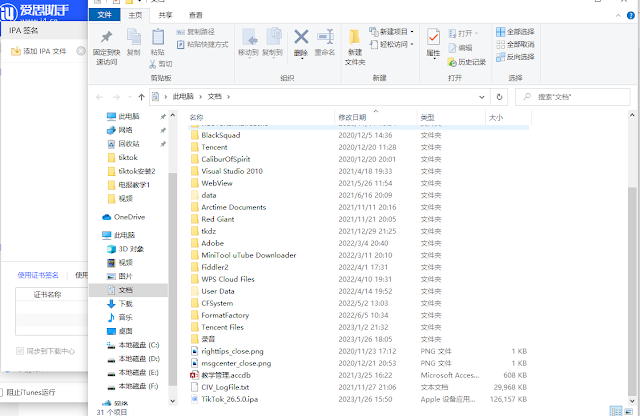 爱思助手
www.i4.cn
IPA 签名
添加 IPA 文件
使用证书签名
使用
证书名称
同步到下载中心
阻止iTunes运行
文档
文件
主页
共享
查看
固定到快速访问
复制
粘贴
复制路径
粘贴快捷方式
剪切
剪贴板
移动到
复制到
删除
重命名
组织
新建
文件夹
新建项目
轻松访问
新建
属性
打开
编辑
历史记录
打开
全部选择
全部取消
反向选择
选择
此电脑 > 文档 >
搜索"文档"
此电脑
网络
回收站
tiktok
tiktok安装2
电报教学1
视频
OneDrive
此电脑
3D 对象
视频
图片
文档
下载
音乐
桌面
本地磁盘 (C:)
本地磁盘 (D:)
本地磁盘 (E:)
本地磁盘 (F:)
网络
31 个项目
名称 修改日期 类型 大小
BlackSquad 2020/12/5 14:36 文件夹
Tencent 2020/12/20 11:28 文件夹
CaliburOfSpirit 2020/12/20 20:01 文件夹
Visual Studio 2010 2021/4/18 19:33 文件夹
WebView 2021/5/26 11:54 文件夹
data 2021/6/16 20:09 文件夹
Arctime Documents 2021/11/11 20:16 文件夹
Red Giant 2021/11/21 20:05 文件夹
tkdz 2021/12/29 21:25 文件夹
Adobe 2022/3/4 20:40 文件夹
MiniTool uTube Downloader 2022/3/11 20:10 文件夹
Fiddler2 2022/4/1 17:31 文件夹
WPS Cloud Files 2022/4/10 19:31 文件夹
User Data 2022/4/14 19:52 文件夹
CFSystem 2022/5/2 13:03 文件夹
FormatFactory 2022/6/5 10:34 文件夹
Tencent Files 2023/1/2 21:32 文件夹
录音 2023/1/26 18:05 文件夹
righttips_close.png 2020/11/23 17:12 PNG 文件 1 KB
msgcenter_close.png 2020/12/21 20:53 PNG 文件 1 KB
教学管理.accdb 2021/3/25 16:22 Microsoft Acces... 608 KB
CIV_LogFile.txt 2021/11/27 21:06 文本文档 29,968 KB
TikTok_26.5.0.ipa 2023/1/26 15:50 Apple 设备应用... 126,157 KB